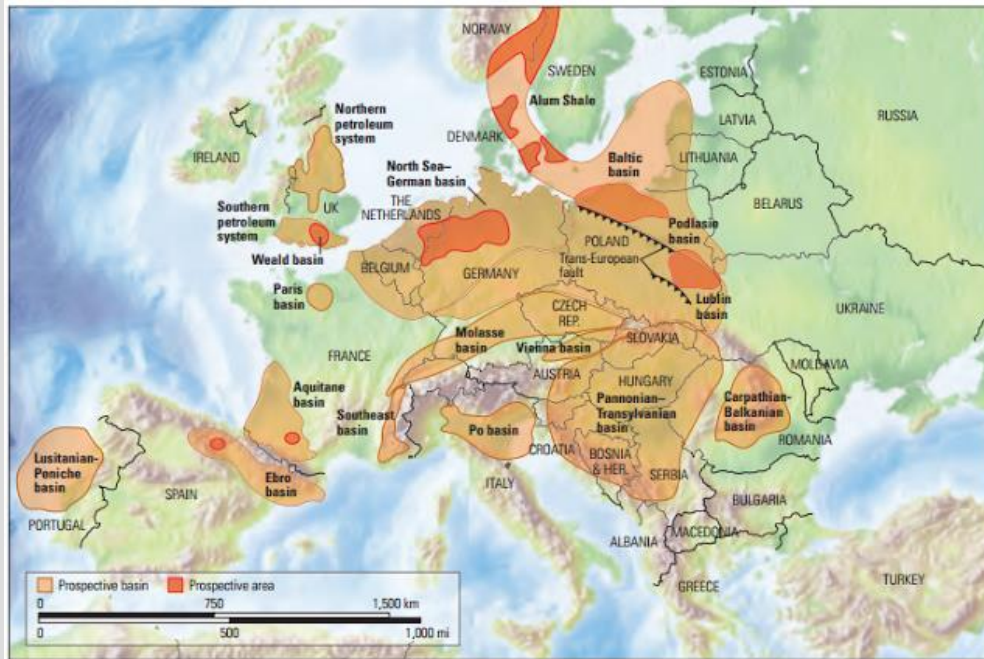 NORWAY
SWEDEN
ESTONIA
RUSSIA
Alum Shale
Northern
petroleum
system
LATVIA
DENMARK
IRELAND
North Sea–
German basin
Baltic
basin
LITHUANIA
THE
NETHERLANDS
UK
BELARUS
Southern
petroleum
system
Podlasie
basin
POLAND
Weald basin
Trans-European
fault
BELGIUM
GERMANY
Paris
basin
Lublin
basin
UKRAINE
CZECH
REP.
Molasse
basin
Vienna basin
SLOVAKIA
FRANCE
AUSTRIA
MOLDAVIA
HUNGARY
Aquitane
basin
Pannonian–
Transylvanian
basin
Carpathian-
Balkanian
basin
Southeast
basin
Po basin
CROATIA
ROMANIA
Lusitanian-
Peniche
basin
BOSNIA
& HER.
SERBIA
Ebro
basin
ITALY
SPAIN
BULGARIA
PORTUGAL
MACEDONIA
ALBANIA
GREECE
TURKEY
Prospective basin
Prospective area
0 750 1,500 km
0 500 1,000 mi